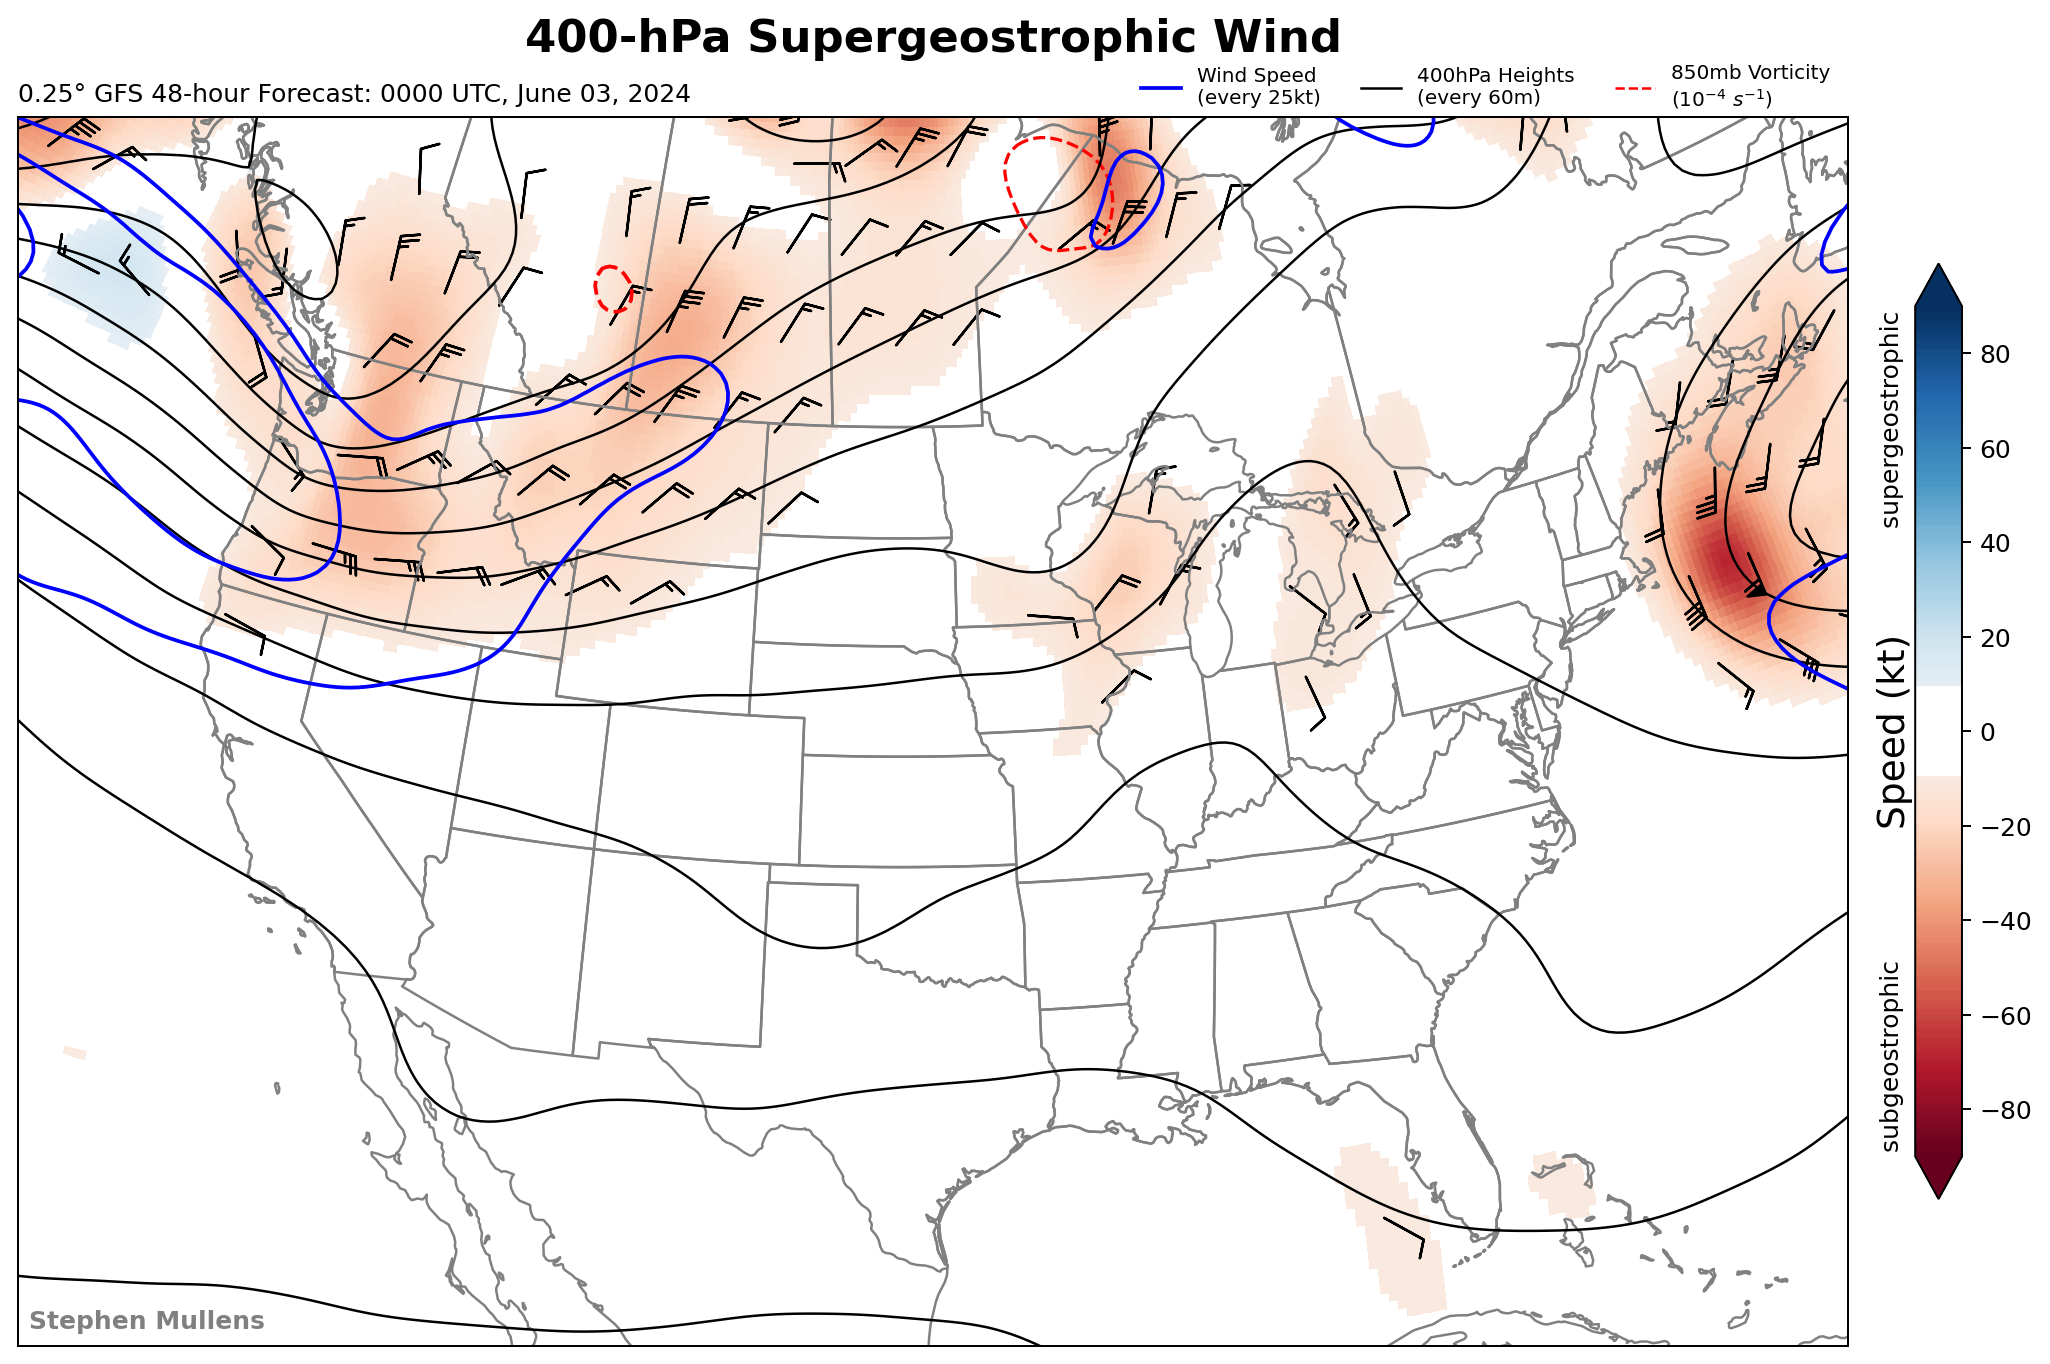 400-hPa Supergeostrophic Wind
0.25° GFS 48-hour Forecast: 0000 UTC, June 03, 2024
Wind Speed
(every 25kt)
400hPa Heights
(every 60m)
850mb Vorticity
(10⁻⁴ s⁻¹)
supergeostrophic
Speed (kt)
subgeostrophic
80
60
40
20
0
−20
−40
−60
−80
Stephen Mullens